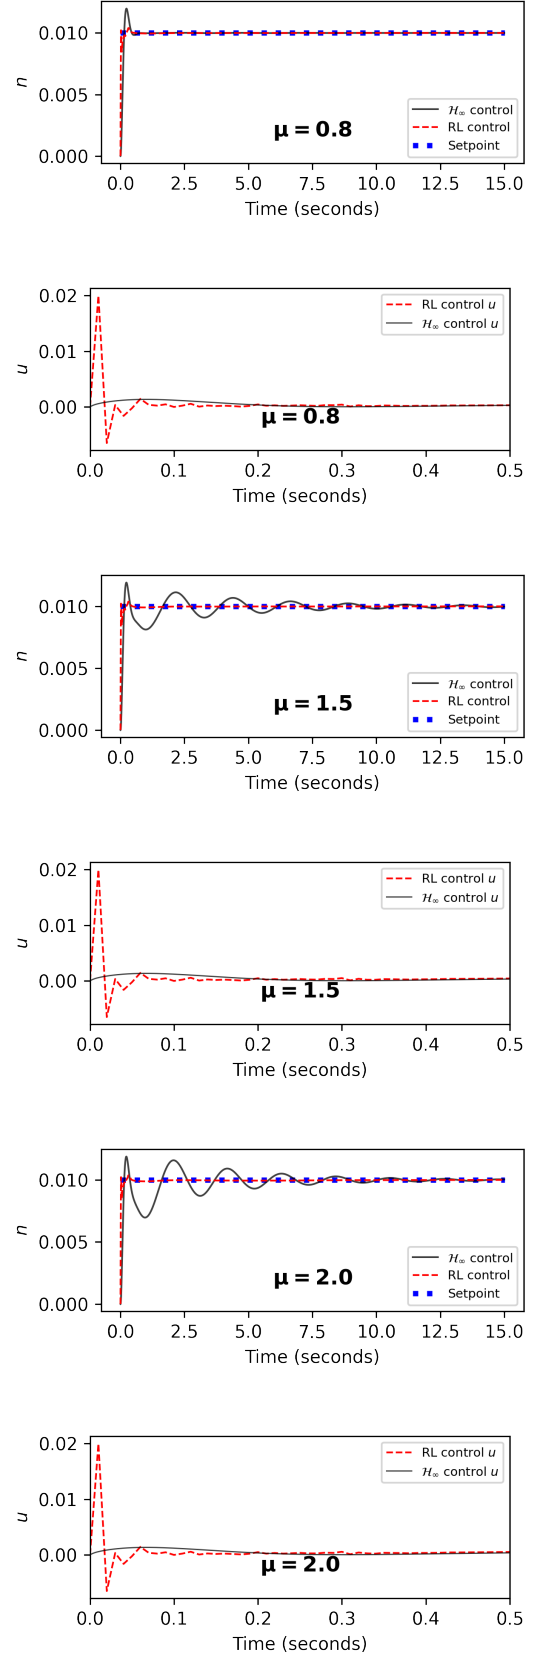 0.010
0.005
0.000
n
μ = 0.8
ℋ∞ control
RL control
Setpoint
0.0 2.5 5.0 7.5 10.0 12.5 15.0
Time (seconds)
0.02
0.01
0.00
u
RL control u
ℋ∞ control u
μ = 0.8
0.0 0.1 0.2 0.3 0.4 0.5
Time (seconds)
0.010
0.005
0.000
n
μ = 1.5
ℋ∞ control
RL control
Setpoint
0.0 2.5 5.0 7.5 10.0 12.5 15.0
Time (seconds)
0.02
0.01
0.00
u
RL control u
ℋ∞ control u
μ = 1.5
0.0 0.1 0.2 0.3 0.4 0.5
Time (seconds)
0.010
0.005
0.000
n
μ = 2.0
ℋ∞ control
RL control
Setpoint
0.0 2.5 5.0 7.5 10.0 12.5 15.0
Time (seconds)
0.02
0.01
0.00
u
RL control u
ℋ∞ control u
μ = 2.0
0.0 0.1 0.2 0.3 0.4 0.5
Time (seconds)